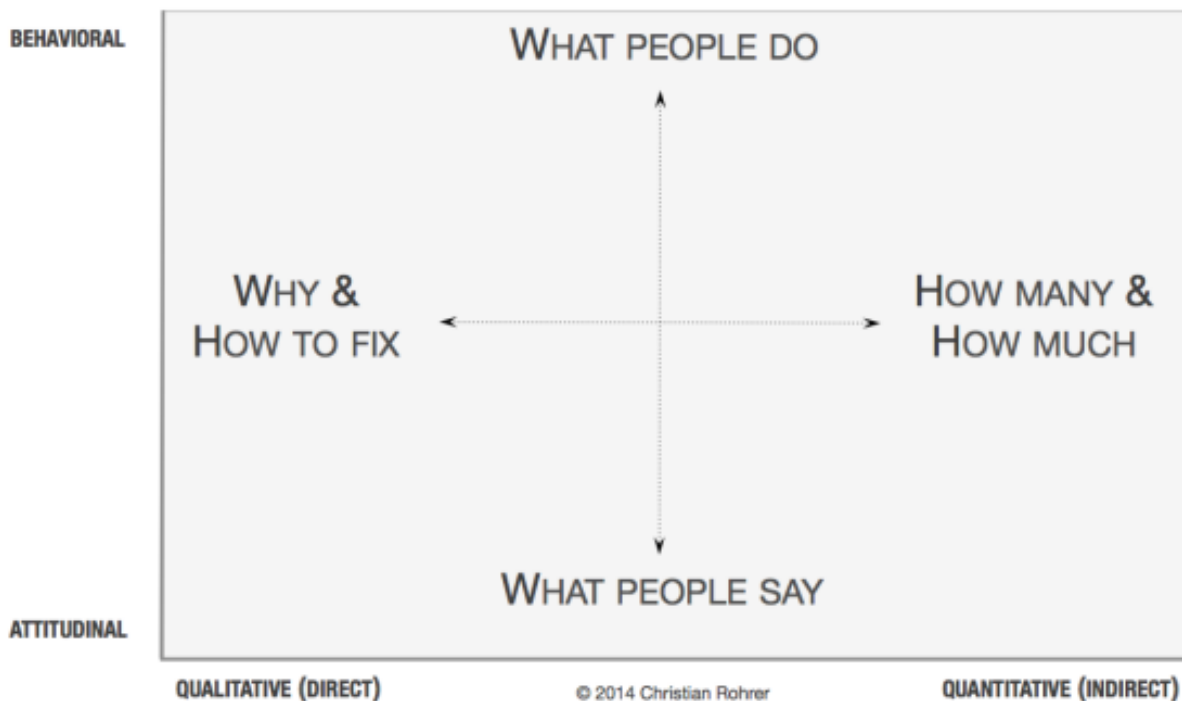 BEHAVIORAL
WHAT PEOPLE DO
WHY &
HOW TO FIX
HOW MANY &
HOW MUCH
WHAT PEOPLE SAY
ATTITUDINAL
QUALITATIVE (DIRECT)
© 2014 Christian Rohrer
QUANTITATIVE (INDIRECT)